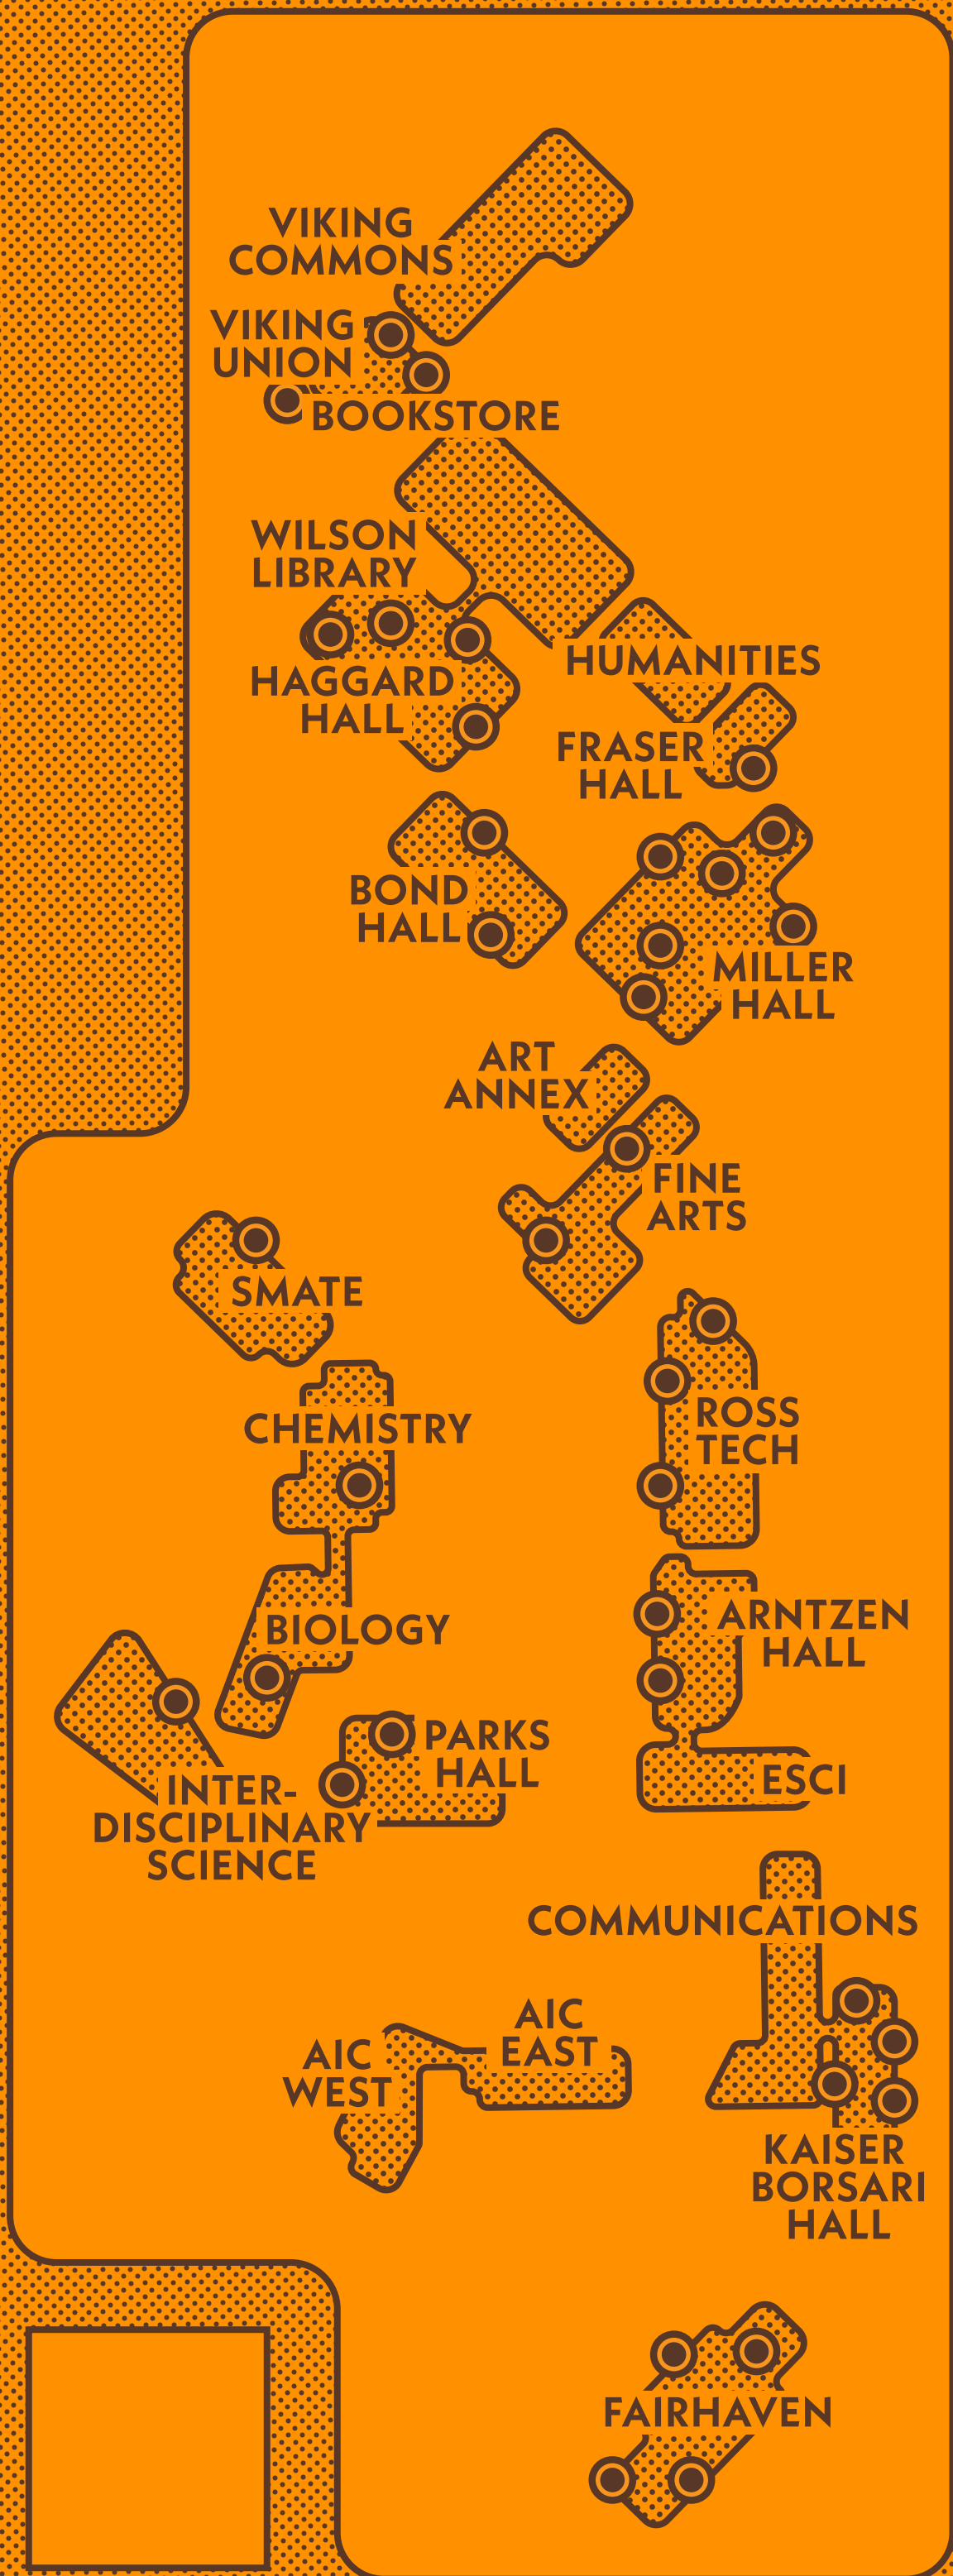 VIKING
COMMONS
VIKING
UNION
BOOKSTORE
WILSON
LIBRARY
HUMANITIES
HAGGARD
HALL
FRASER
HALL
BOND
HALL
MILLER
HALL
ART
ANNEX
FINE
ARTS
SMATE
CHEMISTRY
ROSS
TECH
BIOLOGY
ARNTZEN
HALL
PARKS
HALL
ESCI
INTER-
DISCIPLINARY
SCIENCE
COMMUNICATIONS
AIC
EAST
AIC
WEST
KAISER
BORSARI
HALL
FAIRHAVEN